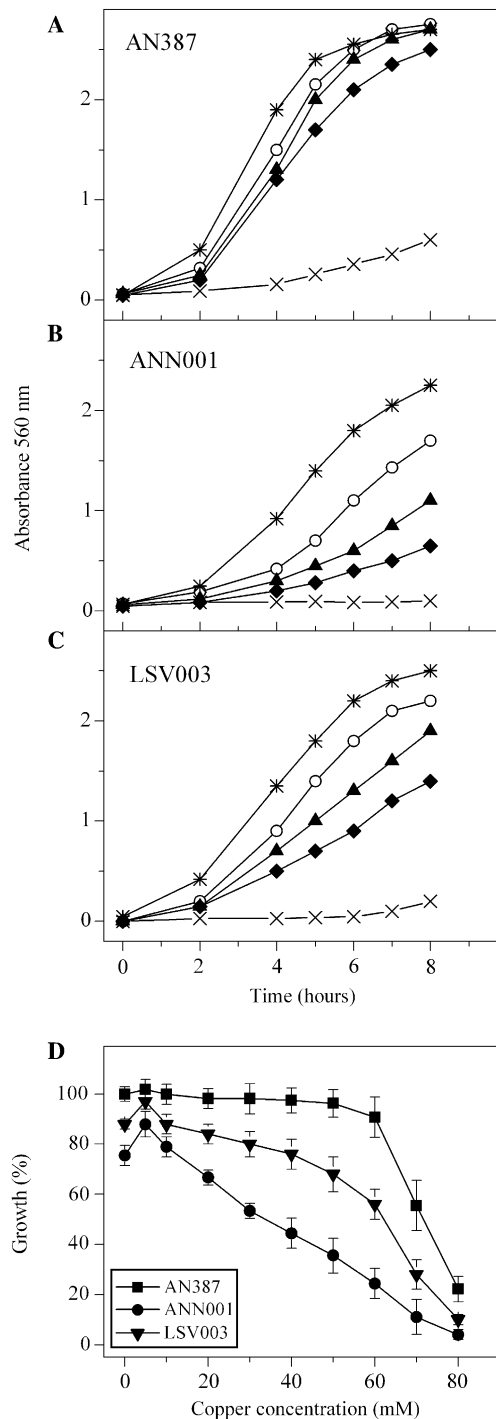 A
AN387
2
1
0
B
ANN001
2
1
0
Absorbance 560 nm
C
LSV003
2
1
0
0 2 4 6 8
Time (hours)
D
100
80
60
40
20
0
Growth (%)
AN387
ANN001
LSV003
0 20 40 60 80
Copper concentration (mM)